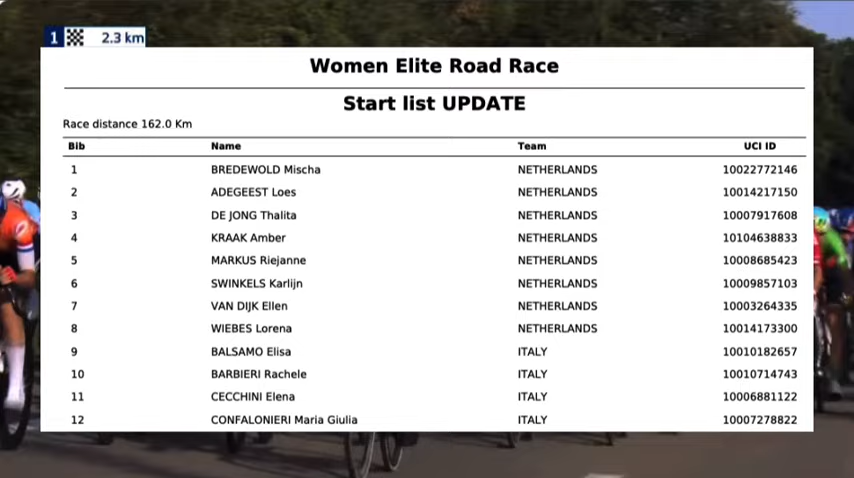 1 2.3 km
Women Elite Road Race
Start list UPDATE
Race distance 162.0 Km
Bib Name Team UCI ID
1 BREDEWOLD Mischa NETHERLANDS 10022772146
2 ADEGEEST Loes NETHERLANDS 10014217150
3 DE JONG Thalita NETHERLANDS 10007917608
4 KRAAK Amber NETHERLANDS 10104638833
5 MARKUS Riejanne NETHERLANDS 10008685423
6 SWINKELS Karlijn NETHERLANDS 10009857103
7 VAN DIJK Ellen NETHERLANDS 10003264335
8 WIEBES Lorena NETHERLANDS 10014173300
9 BALSAMO Elisa ITALY 10010182657
10 BARBIERI Rachele ITALY 10010714743
11 CECCHINI Elena ITALY 10006881122
12 CONFALONIERI Maria Giulia ITALY 10007278822